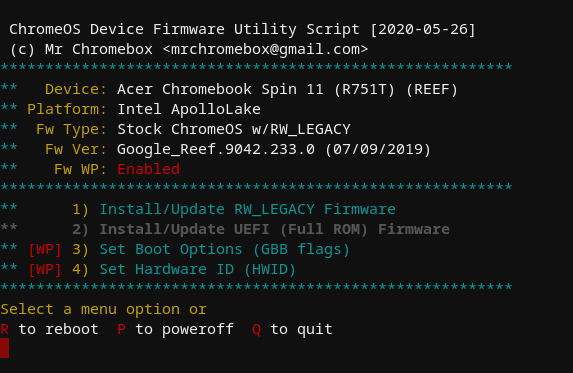 ChromeOS Device Firmware Utility Script [2020-05-26]
(c) Mr Chromebox <mrchromebox@gmail.com>
*********************************************************
** Device: Acer Chromebook Spin 11 (R751T) (REEF)
** Platform: Intel ApolloLake
** Fw Type: Stock ChromeOS w/RW_LEGACY
** Fw Ver: Google_Reef.9042.233.0 (07/09/2019)
** Fw WP: Enabled
*********************************************************
** 1) Install/Update RW_LEGACY Firmware
** 2) Install/Update UEFI (Full ROM) Firmware
** [WP] 3) Set Boot Options (GBB flags)
** [WP] 4) Set Hardware ID (HWID)
*********************************************************
Select a menu option or
R to reboot P to poweroff Q to quit